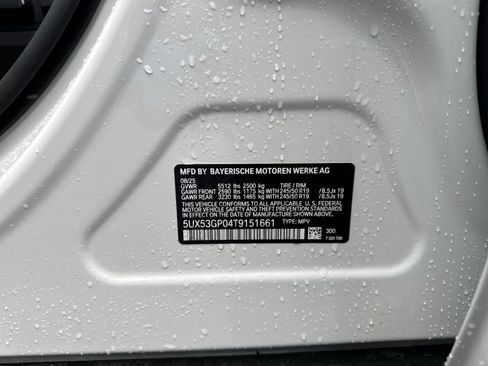 MFD BY BAYERISCHE MOTOREN WERKE AG
08/25
GVWR 5512 lbs 2500 kg TIRE / RIM
GAWR FRONT 2590 lbs 1175 kg WITH 245/50 R19 / 8.5Jx 19
GAWR REAR 3230 lbs 1465 kg WITH 245/50 R19 / 8.5Jx 19
THIS VEHICLE CONFORMS TO ALL APPLICABLE U.S. FEDERAL
MOTOR VEHICLE SAFETY STANDARDS AND
THEFT PREVENTION STANDARDS IN EFFECT ON THE
DATE OF MANUFACTURE SHOWN ABOVE.
5UX53GP04T9151661 TYPE: MPV
300